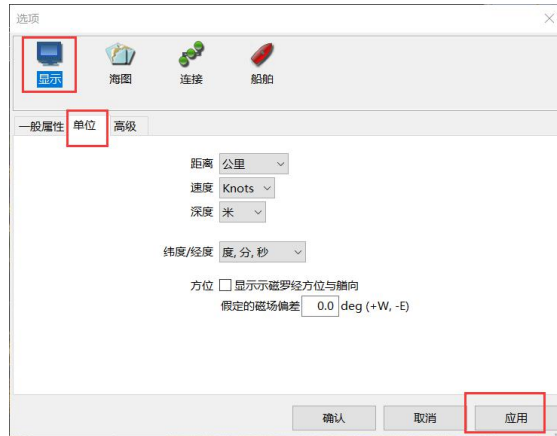 选项
显示 海图 连接 船舶
一般属性 单位 高级
距离 公里
速度 Knots
深度 米
纬度/经度 度, 分, 秒
方位 显示示磁罗经方位与艏向
假定的磁场偏差 0.0 deg (+W, -E)
确认 取消 应用